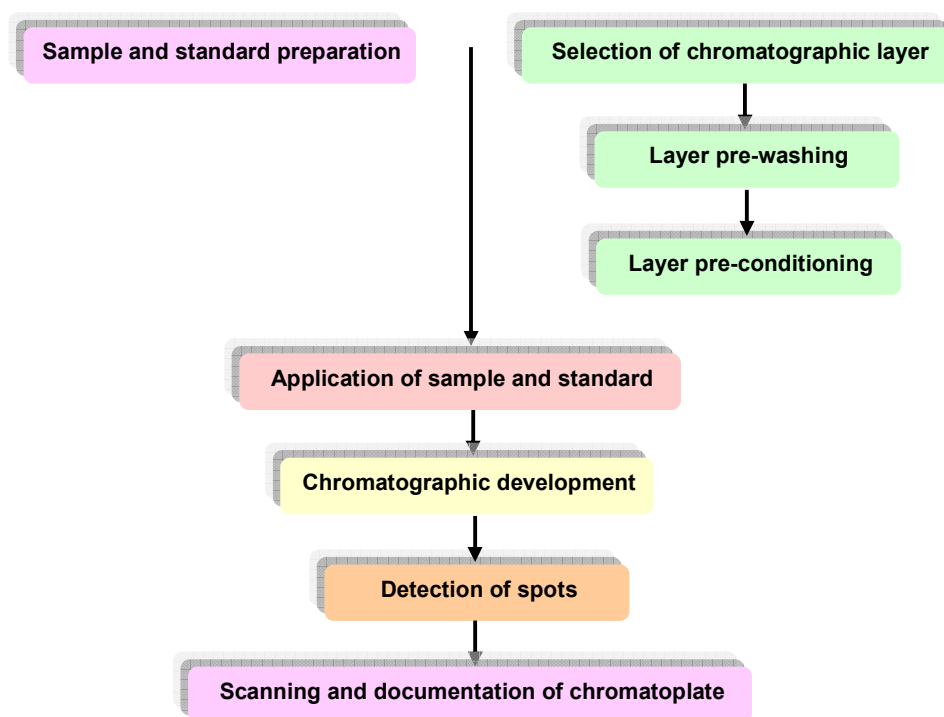 Sample and standard preparation
Selection of chromatographic layer
Layer pre-washing
Layer pre-conditioning
Application of sample and standard
Chromatographic development
Detection of spots
Scanning and documentation of chromatoplate